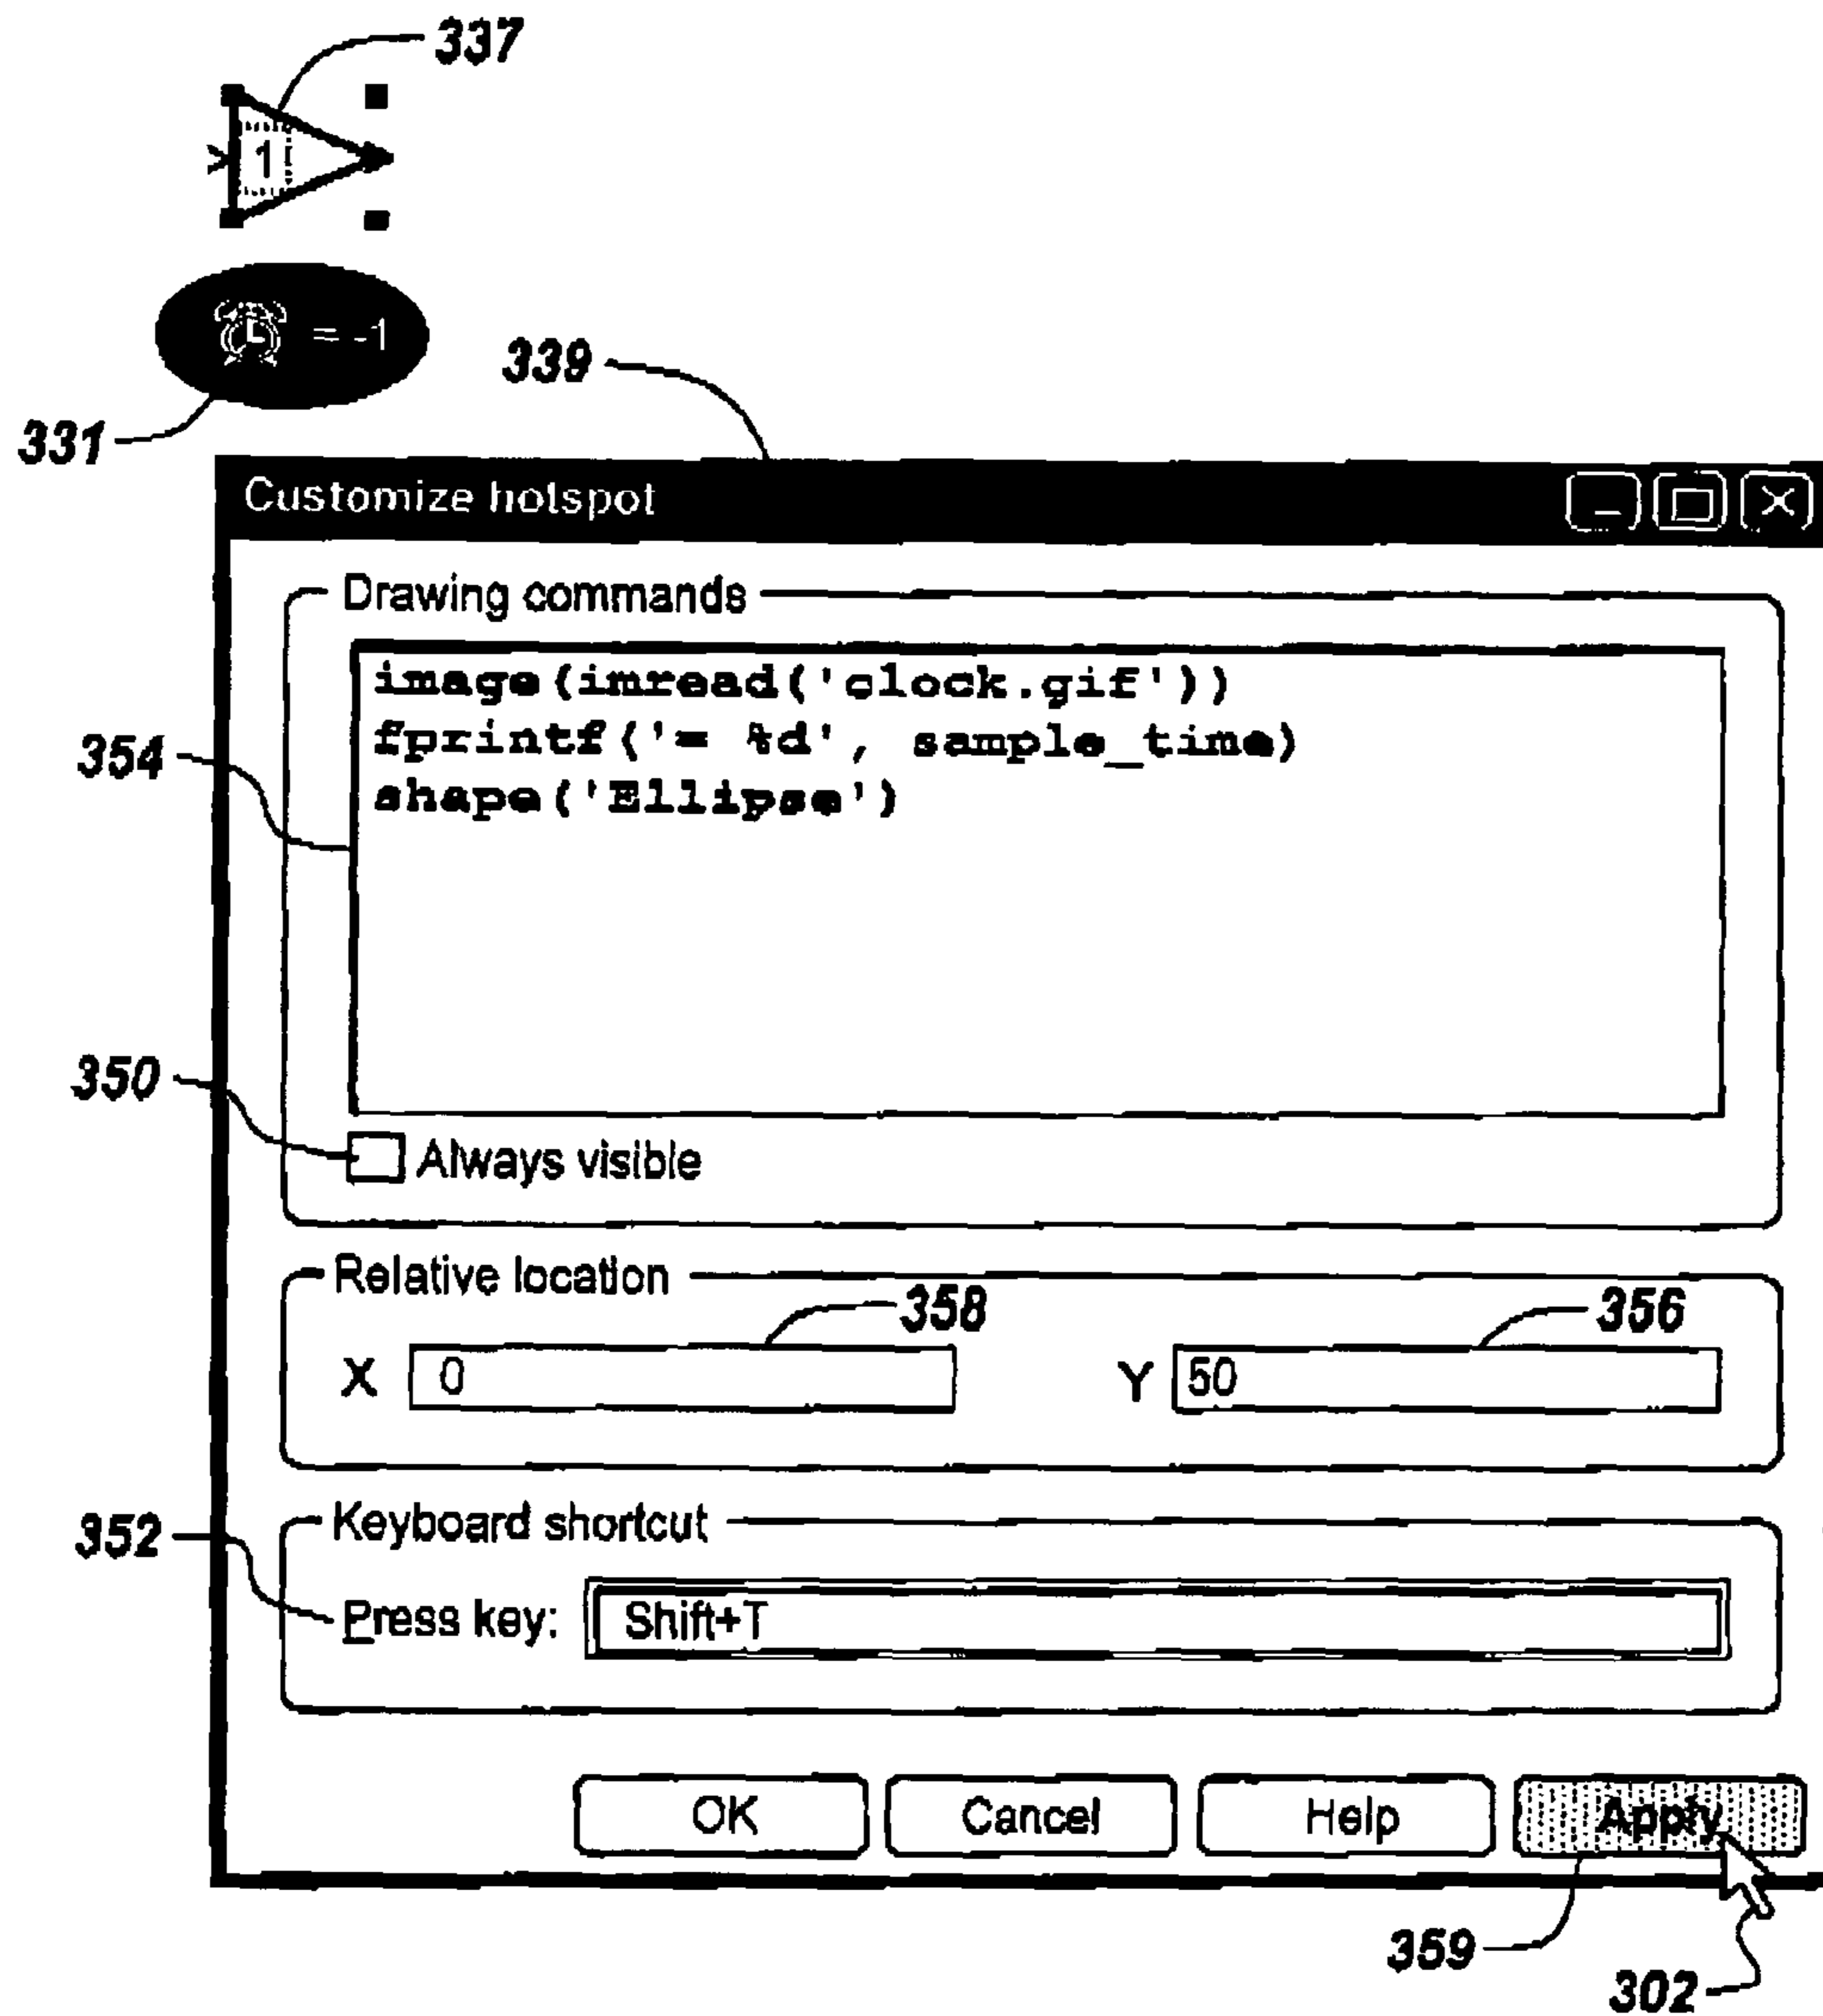 337
1
= -1
339
331
Customize hotspot
Drawing commands
image(imread('clock.gif'))
fprintf('= %d', sample_time)
shape('Ellipse')
354
350
Always visible
Relative location
358
356
X 0
Y 50
352
Keyboard shortcut
Press key: Shift+T
OK Cancel Help Apply
359
302